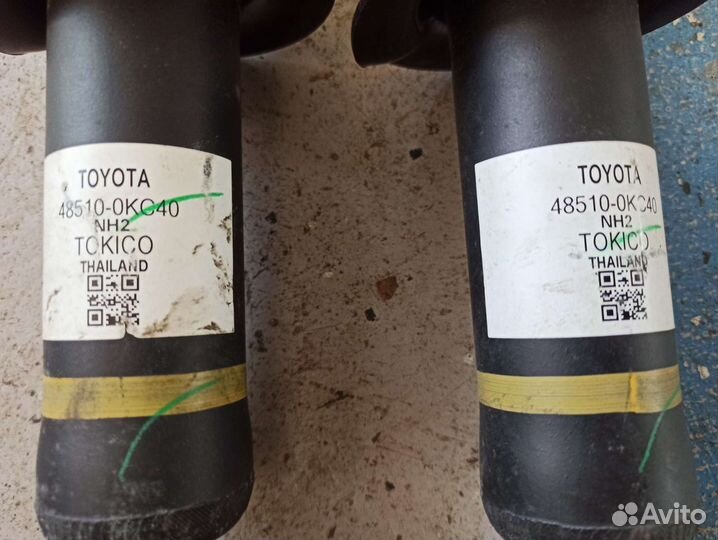 TOYOTA
48510-0KC40
NH2
TOKICO
THAILAND
TOYOTA
48510-0KC40
NH2
TOKICO
THAILAND
Avito